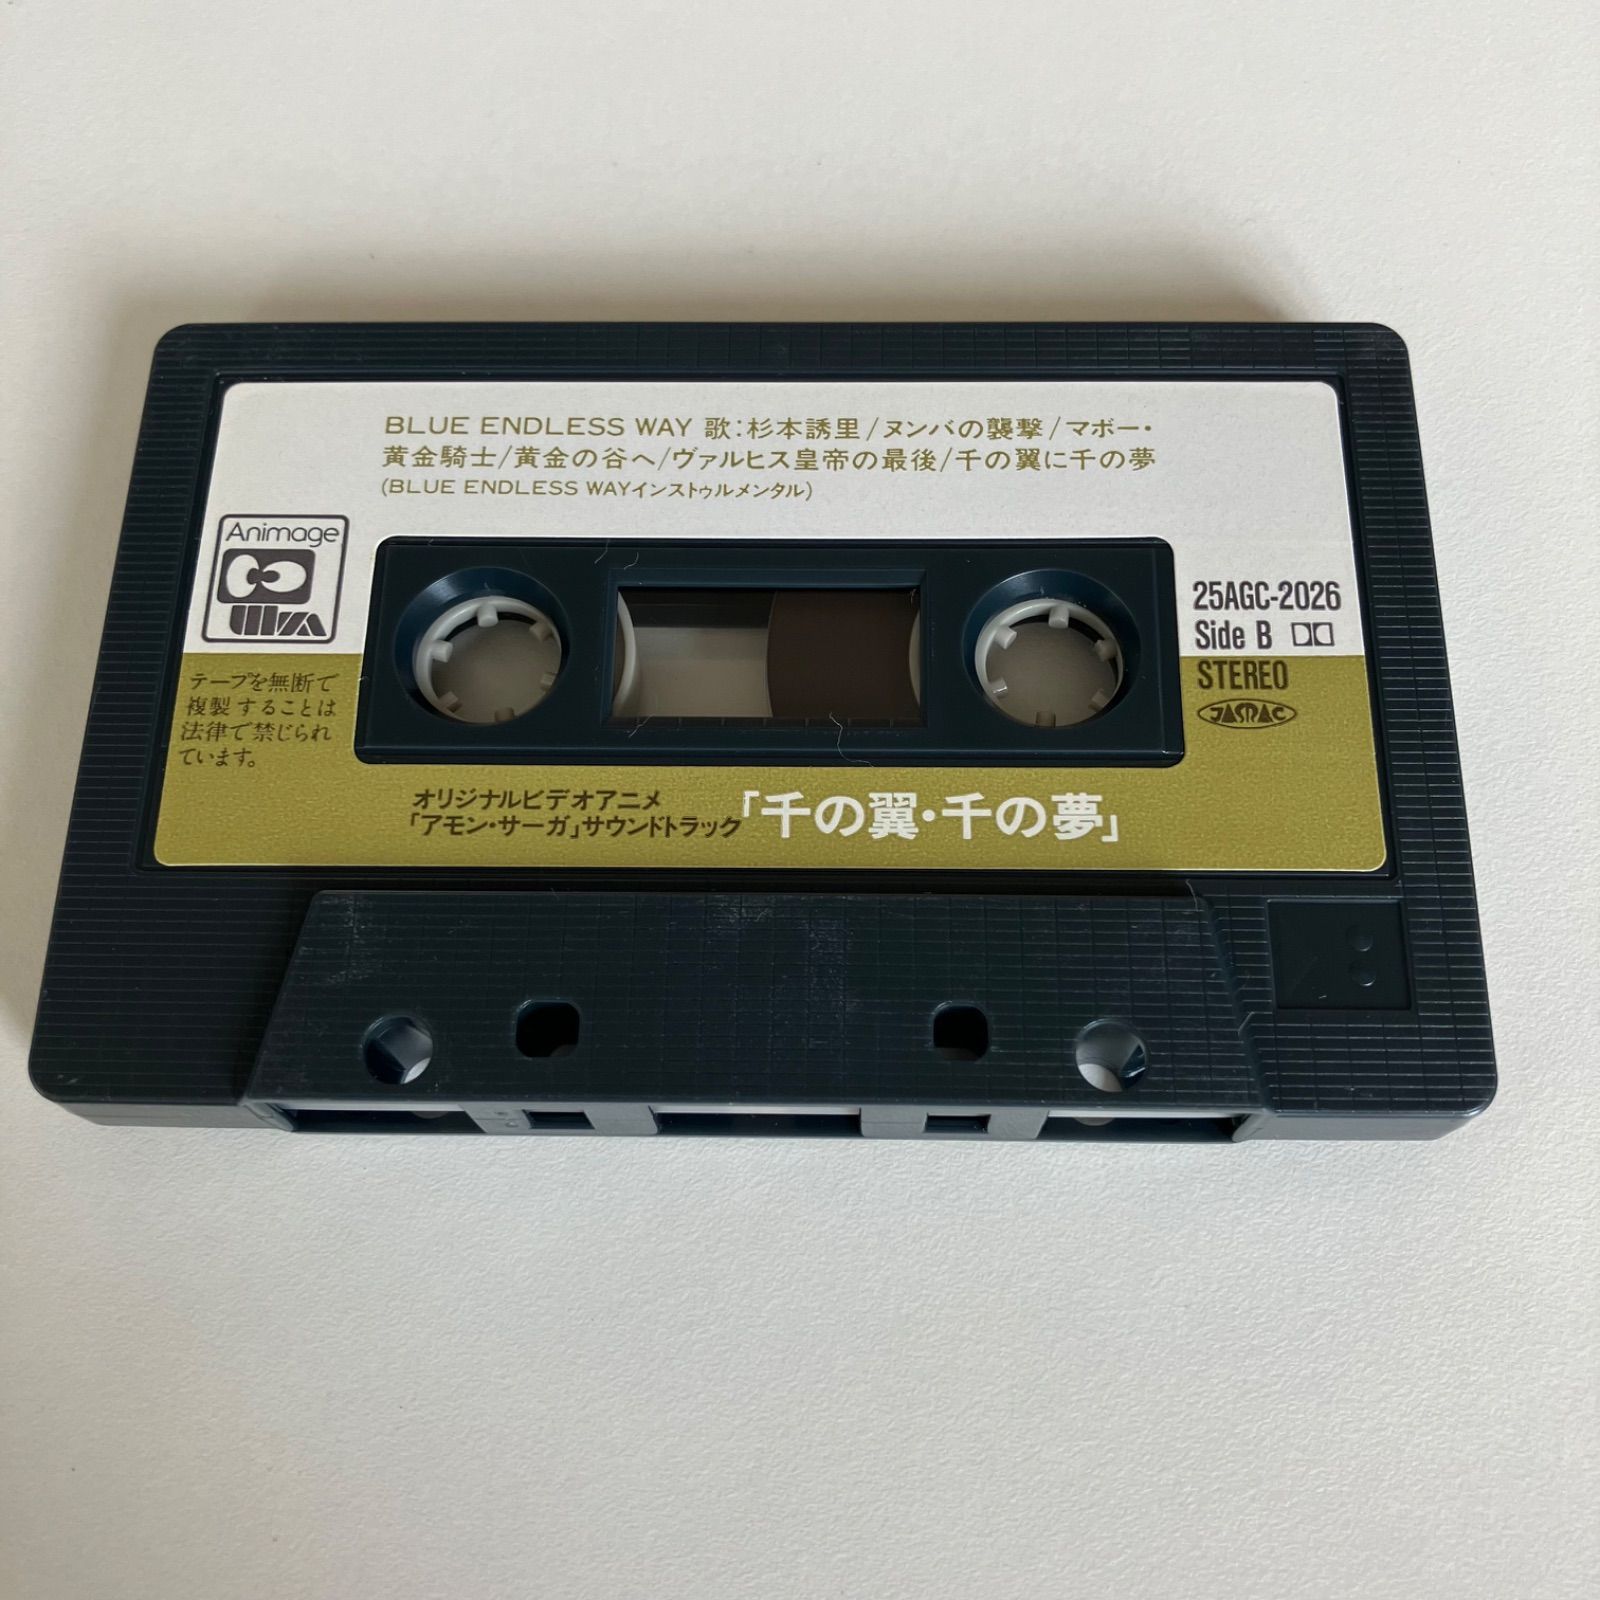 BLUE ENDLESS WAY 歌:杉本誘里/ヌンバの襲撃/マボー・
黄金騎士/黄金の谷へ/ヴァルヒス皇帝の最後/千の翼に千の夢
(BLUE ENDLESS WAYインストゥルメンタル)
Animage
テープを無断で
複製することは
法律で禁じられ
ています。
25AGC-2026
Side B
STEREO
JASRAC
オリジナルビデオアニメ
「アモン・サーガ」サウンドトラック「千の翼・千の夢」